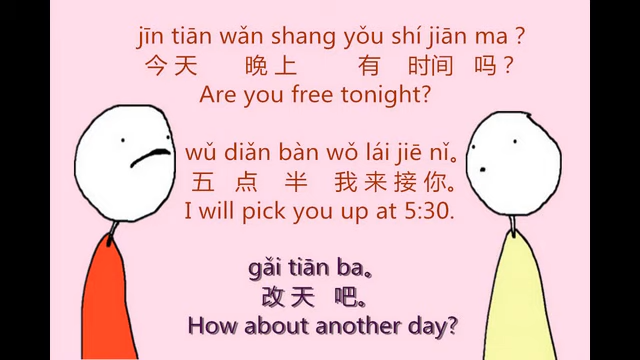 jīn tiān wǎn shang yǒu shí jiān ma？
今天 晚上 有 时间 吗？
Are you free tonight?
wǔ diǎn bàn wǒ lái jiē nǐ。
五 点 半 我来接你。
I will pick you up at 5:30.
gǎi tiān ba。
改天 吧。
How about another day?